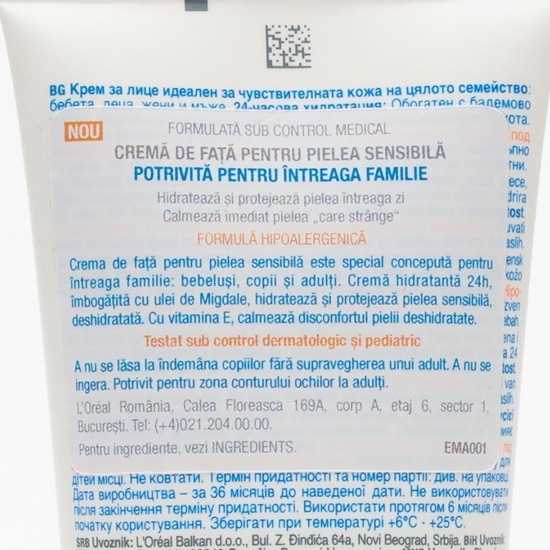 BG Крем за лице идеален за чувствителната кожа на цялото семейство:
бебета, деца, жени и мъже. 24-часова хидратация: Обогатен с бадемово
NOU
FORMULATĂ SUB CONTROL MEDICAL
CREMĂ DE FAȚĂ PENTRU PIELEA SENSIBILĂ
POTRIVITĂ PENTRU ÎNTREAGA FAMILIE
Hidratează și protejează pielea întreaga zi
Calmează imediat pielea „care strânge”
FORMULĂ HIPOALERGENICĂ
Crema de față pentru pielea sensibilă este special concepută pentru
întreaga familie: bebeluși, copii și adulți. Cremă hidratantă 24h,
îmbogățită cu ulei de Migdale, hidratează și protejează pielea sensibilă,
deshidratată. Cu vitamina E, calmează disconfortul pielii deshidratate.
Testat sub control dermatologic și pediatric
A nu se lăsa la îndemâna copiilor fără supravegherea unui adult. A nu se
ingera. Potrivit pentru zona conturului ochilor la adulți.
L'Oréal România, Calea Floreasca 169A, corp A, etaj 6, sector 1,
București. Tel: (+4)021.204.00.00.
Pentru ingrediente, vezi INGREDIENTS.
EMA001
дължителни месци. Не ковтати. Термін придатності та номер партії: див. на упаковці
Дата виробництва – за 36 місяців до наведеної дати. Не використовувати
після закінчення терміну придатності. Використати протягом 6 місяців після
початку користування. Зберігати при температурі +6°C - +25°C.
SRB Uvoznik: L'Oréal Balkan d.o.o., Bul. Z. Đinđića 64a, Novi Beograd, Srbija. BiH Uvoznik: